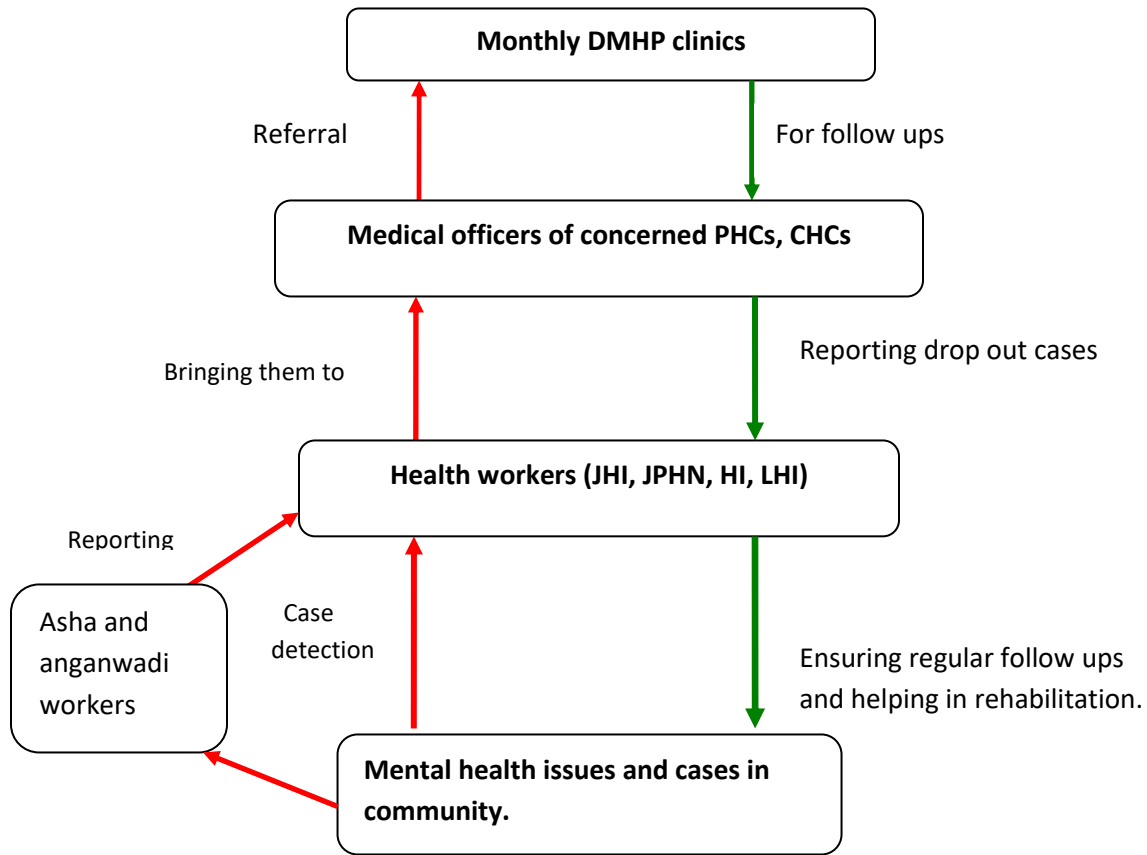 Monthly DMHP clinics
Referral
For follow ups
Medical officers of concerned PHCs, CHCs
Bringing them to
Reporting drop out cases
Health workers (JHI, JPHN, HI, LHI)
Reporting
Asha and
anganwadi
workers
Case
detection
Ensuring regular follow ups
and helping in rehabilitation.
Mental health issues and cases in
community.